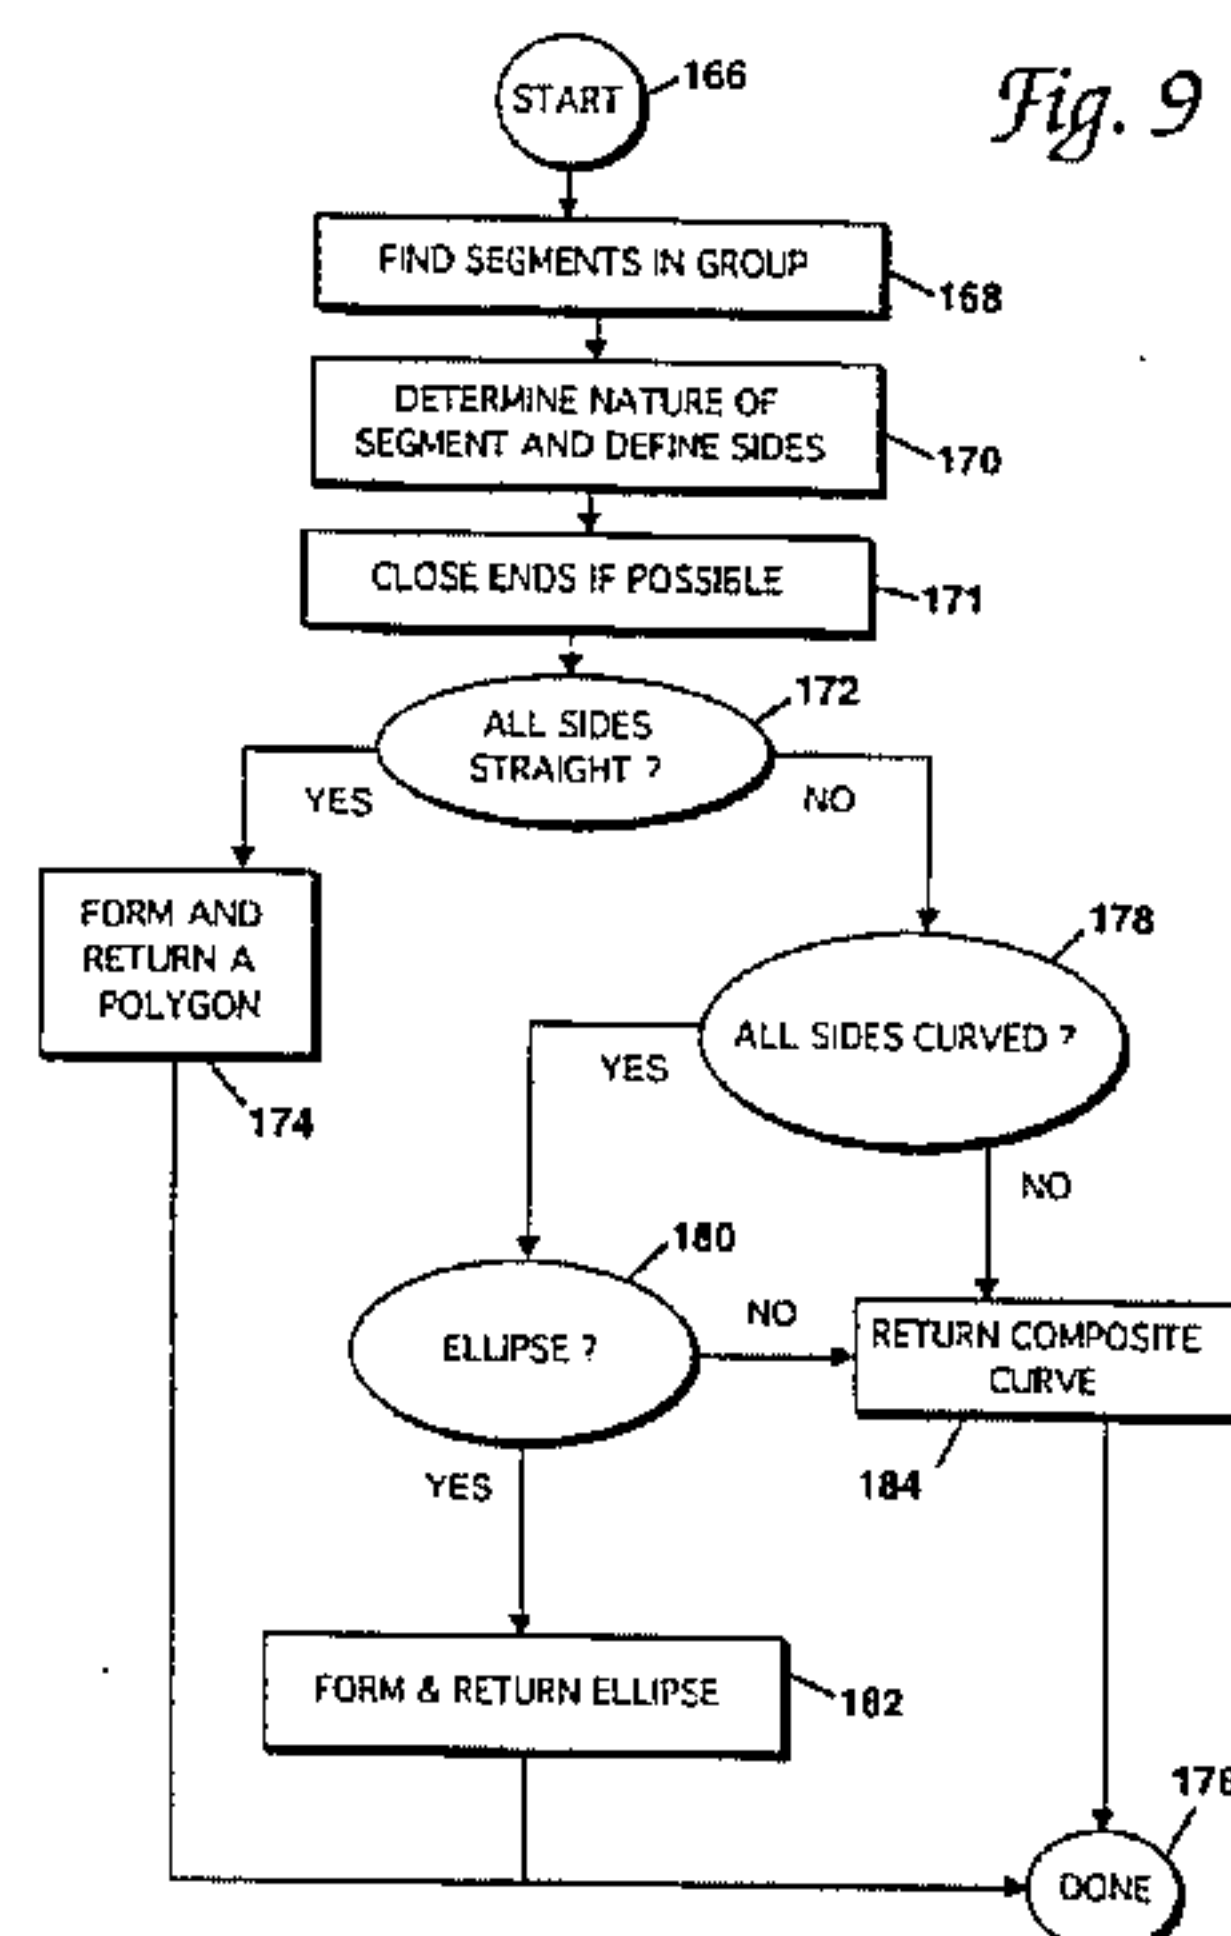 START
166
Fig. 9
FIND SEGMENTS IN GROUP
168
DETERMINE NATURE OF
SEGMENT AND DEFINE SIDES
170
CLOSE ENDS IF POSSIBLE
171
172
ALL SIDES
STRAIGHT ?
YES
NO
FORM AND
RETURN A
POLYGON
174
178
ALL SIDES CURVED ?
YES
NO
180
ELLIPSE ?
NO
RETURN COMPOSITE
CURVE
184
YES
FORM & RETURN ELLIPSE
182
176
DONE